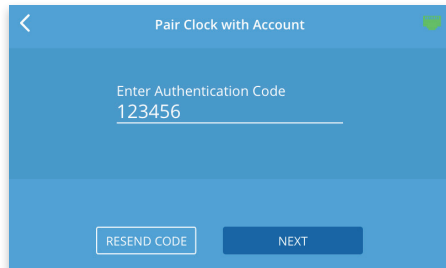 Pair Clock with Account
Enter Authentication Code
123456
RESEND CODE
NEXT